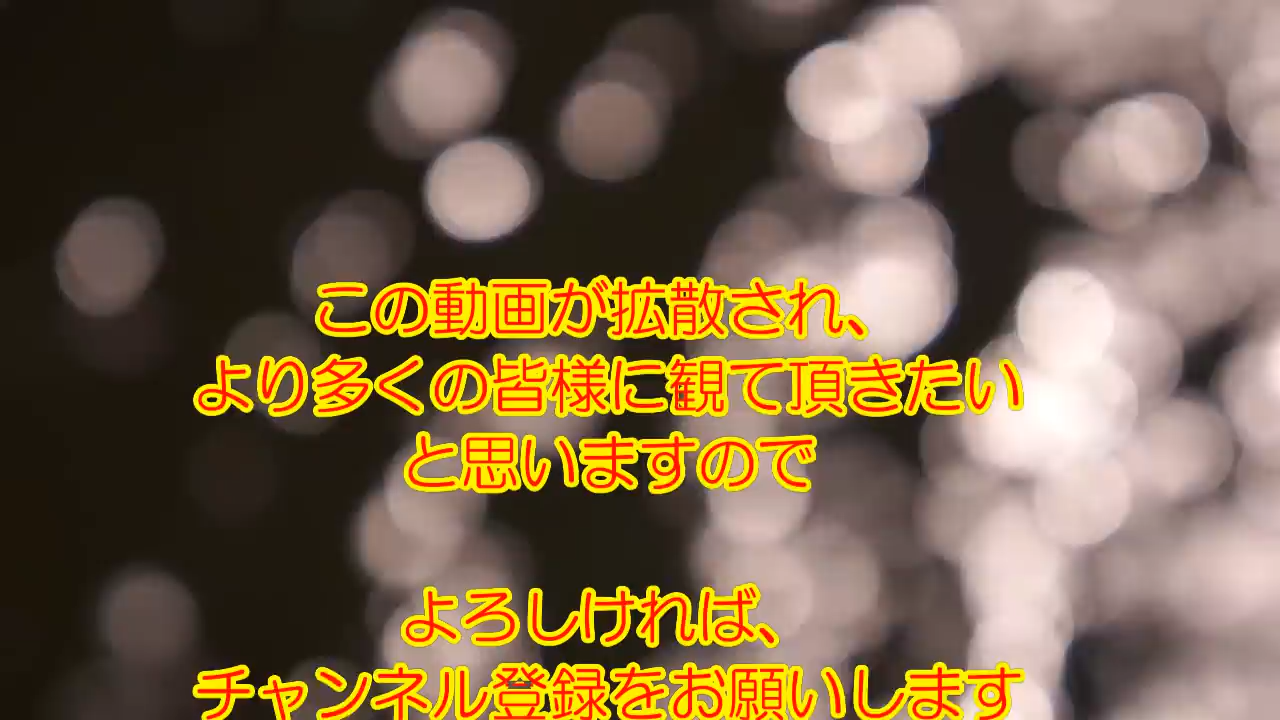 この動画が拡散され、
より多くの皆様に観て頂きたい
と思いますので
よろしければ、
チャンネル登録をお願いします